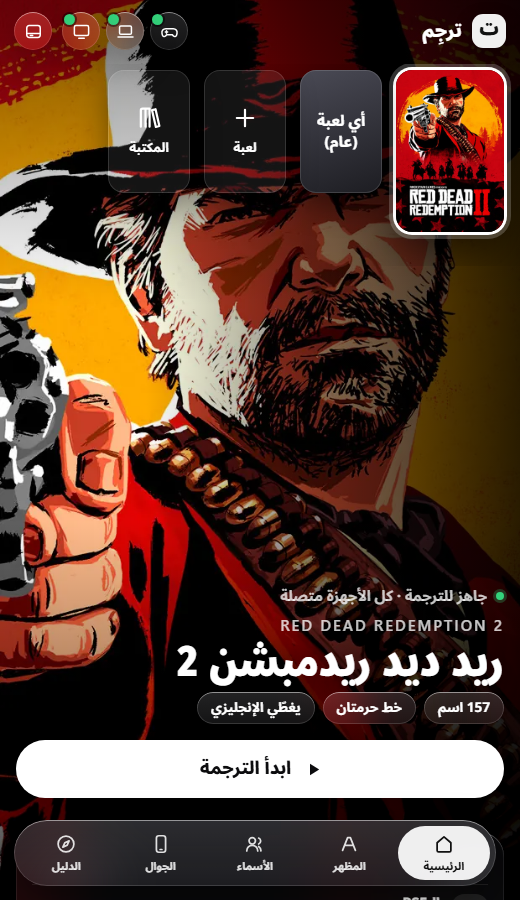 ت ترجِم
أي لعبة
(عام)
لعبة
المكتبة
RED DEAD
REDEMPTION II
جاهز للترجمة · كل الأجهزة متصلة
RED DEAD REDEMPTION 2
ريد ديد ريدمبشن 2
157 اسم
خط حرمتان
يغطّي الإنجليزي
ابدأ الترجمة
الرئيسية
المظهر
الأسماء
الجوال
الدليل